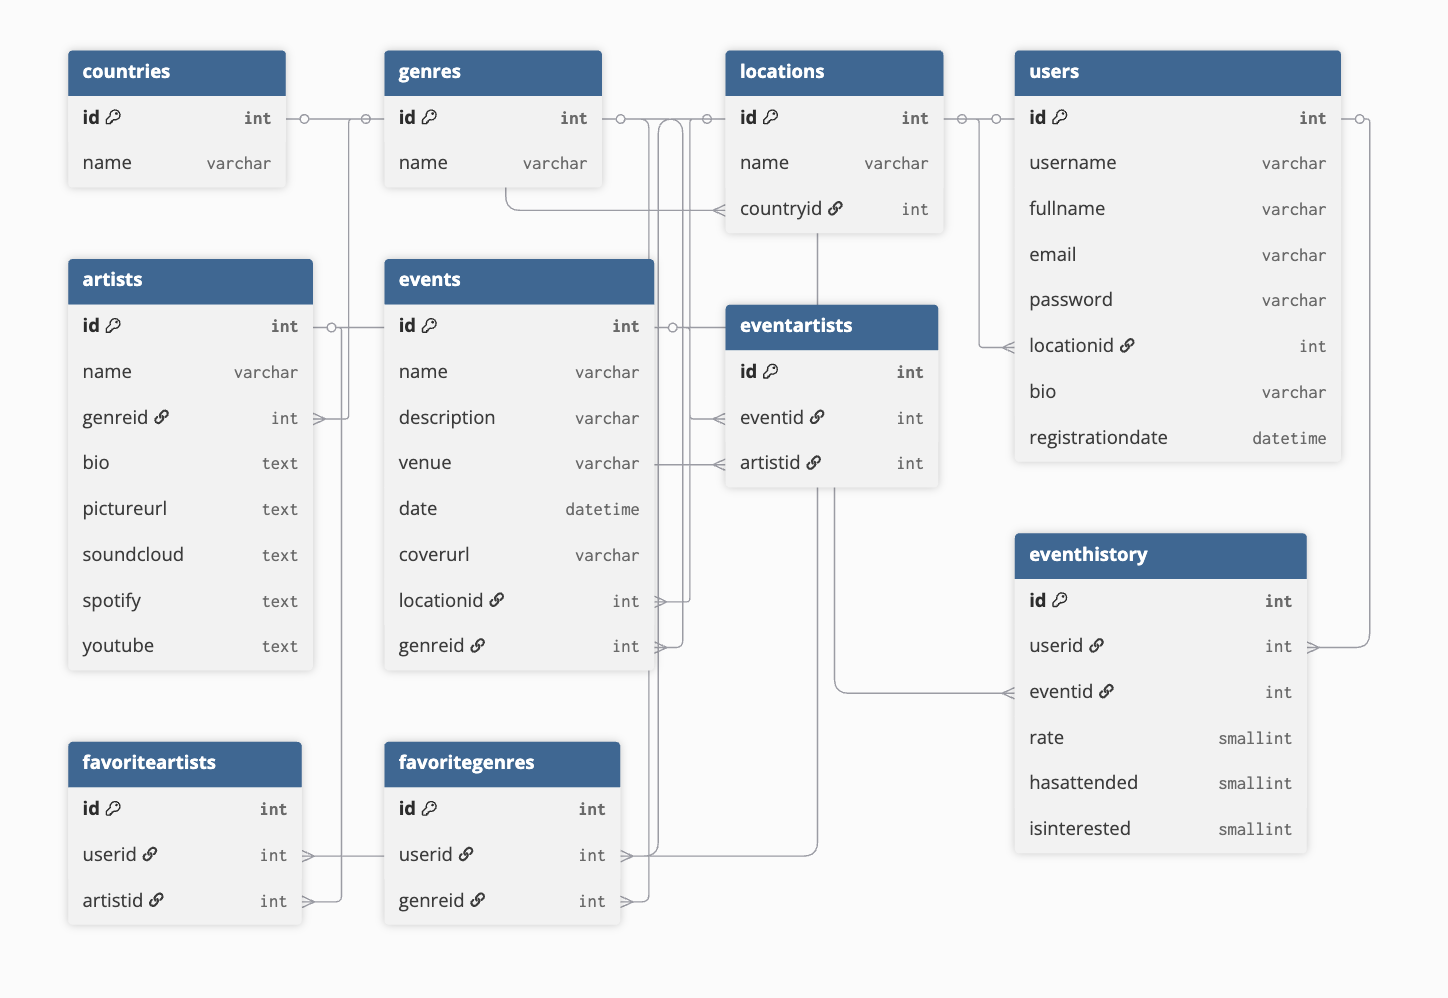 countries
id int
name varchar
genres
id int
name varchar
locations
id int
name varchar
countryid int
users
id int
username varchar
fullname varchar
email varchar
password varchar
locationid int
bio varchar
registrationdate datetime
artists
id int
name varchar
genreid int
bio text
pictureurl text
soundcloud text
spotify text
youtube text
events
id int
name varchar
description varchar
venue varchar
date datetime
coverurl varchar
locationid int
genreid int
eventartists
id int
eventid int
artistid int
eventhistory
id int
userid int
eventid int
rate smallint
hasattended smallint
isinterested smallint
favoriteartists
id int
userid int
artistid int
favoritegenres
id int
userid int
genreid int